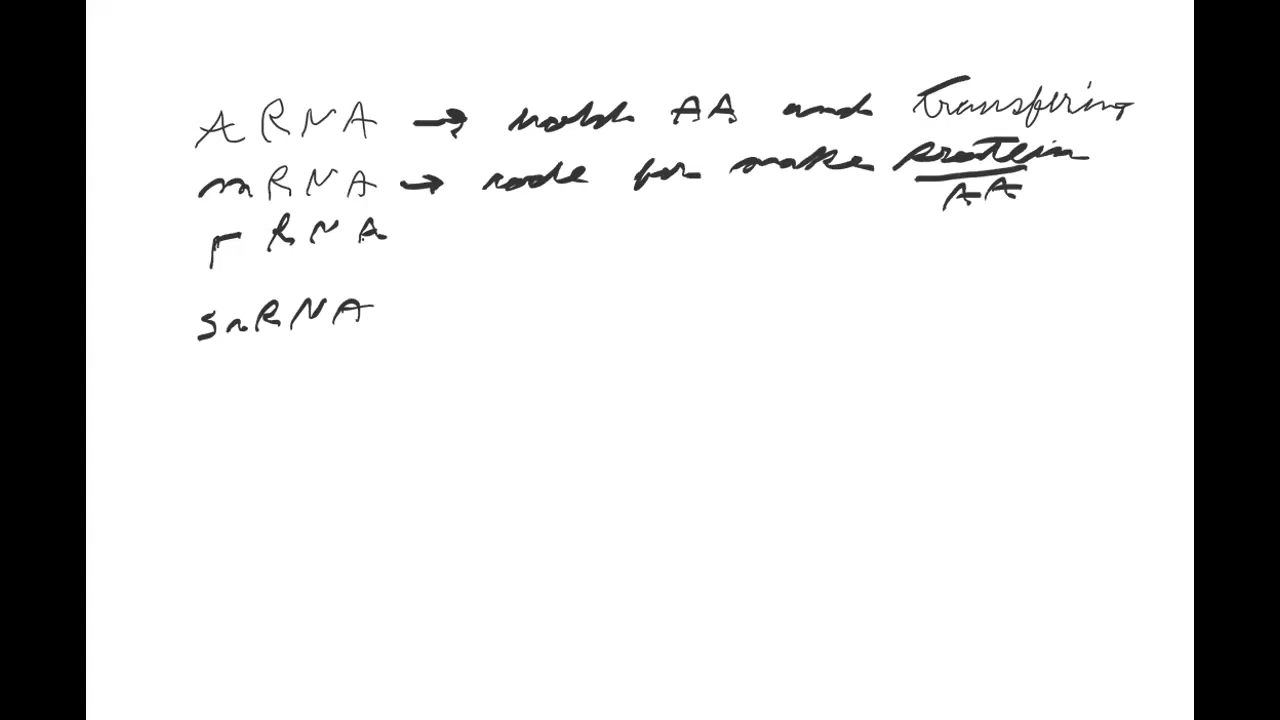 tRNA → holds AA and transfering
mRNA → code for make protein
AA
rRNA
snRNA